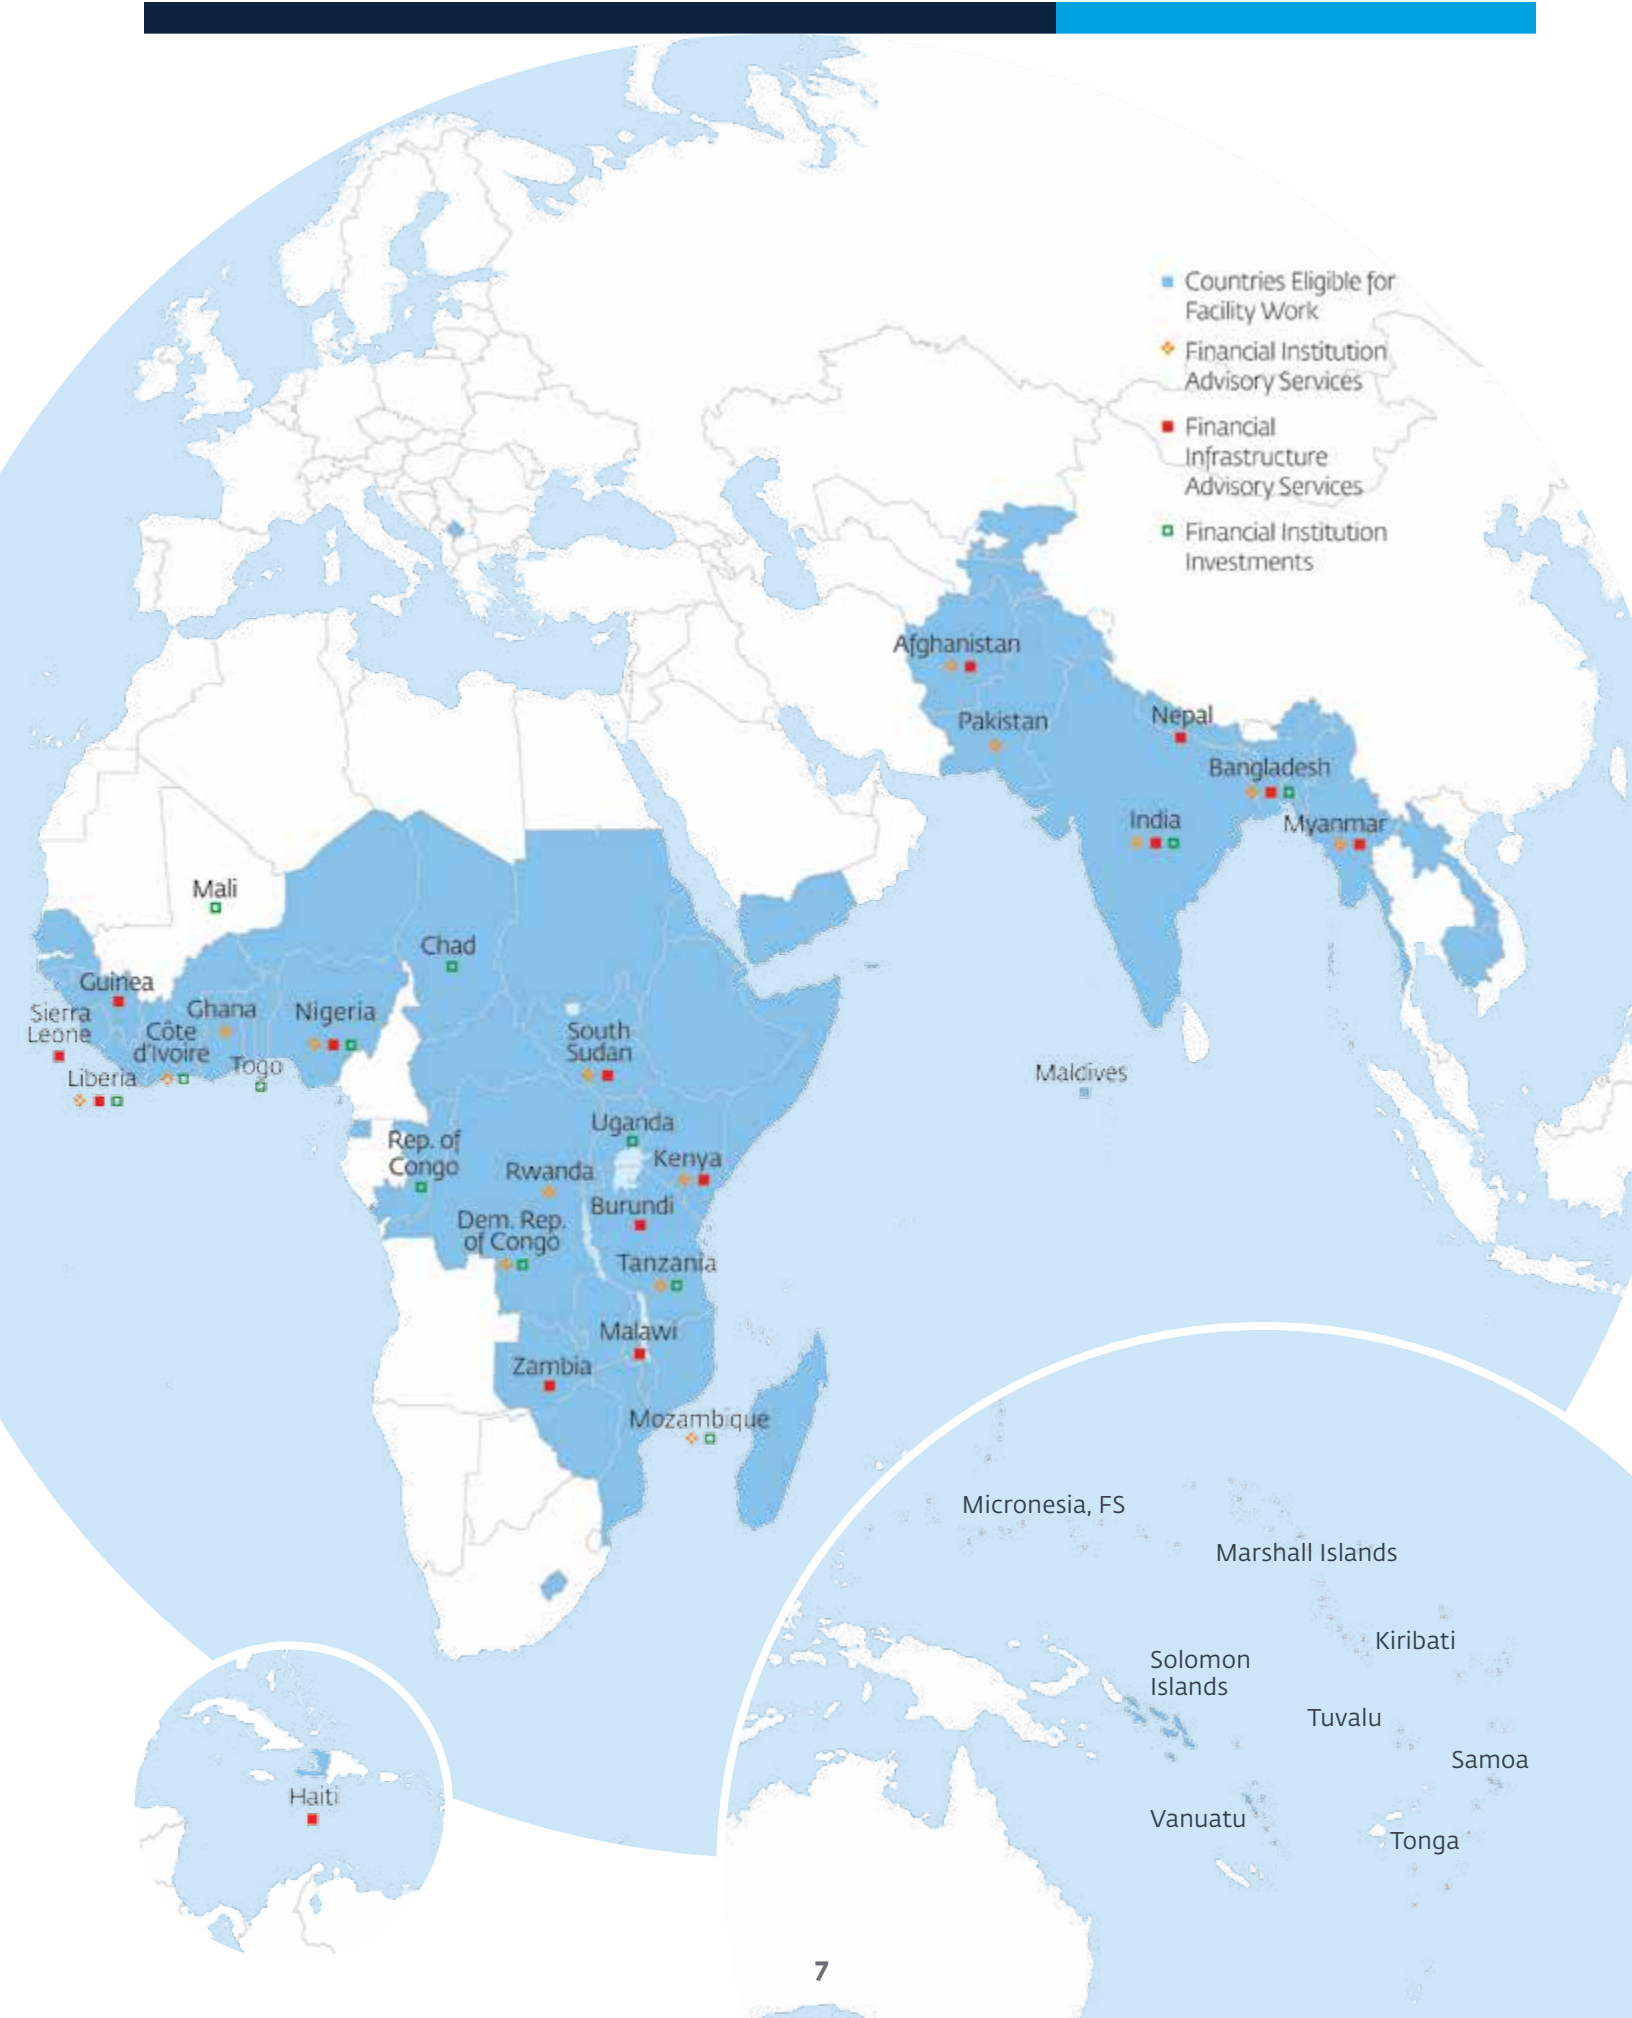 Countries Eligible for
Facility Work
Financial Institution
Advisory Services
Financial
Infrastructure
Advisory Services
Financial Institution
Investments
Afghanistan
Pakistan
Nepal
Bangladesh
India
Myanmar
Mali
Chad
Guinea
Sierra
Leone
Ghana
Nigeria
Côte
d'Ivoire
Togo
Liberia
South
Sudan
Maldives
Uganda
Rep. of
Congo
Rwanda
Kenya
Burundi
Dem. Rep.
of Congo
Tanzania
Malawi
Zambia
Mozambique
Micronesia, FS
Marshall Islands
Kiribati
Solomon
Islands
Tuvalu
Samoa
Vanuatu
Tonga
Haiti
7